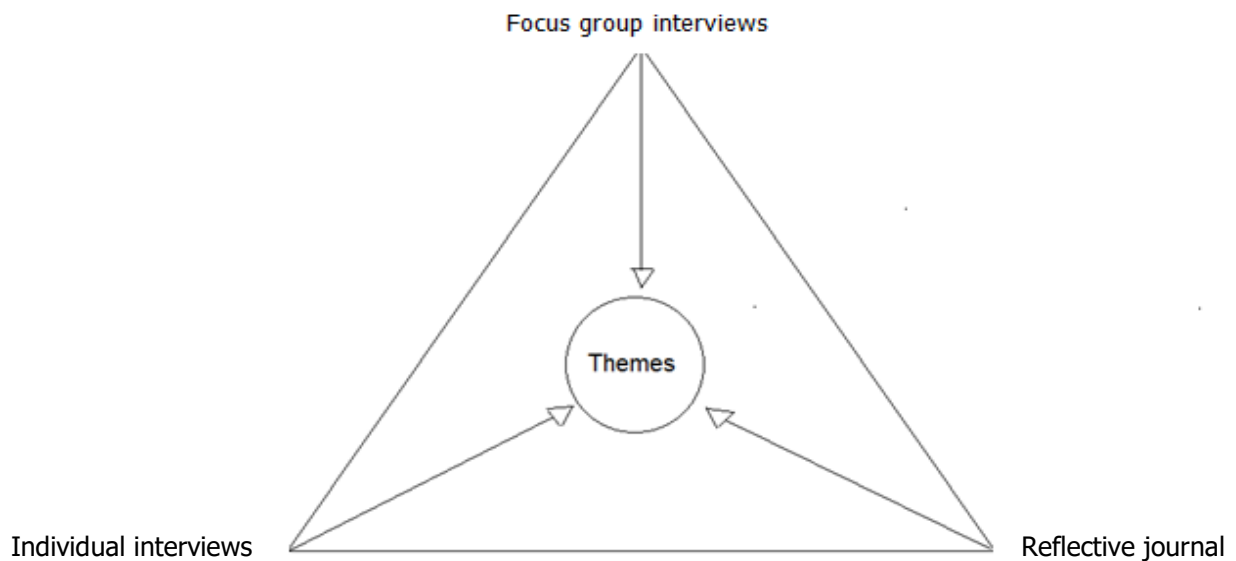 Focus group interviews
Themes
Individual interviews
Reflective journal